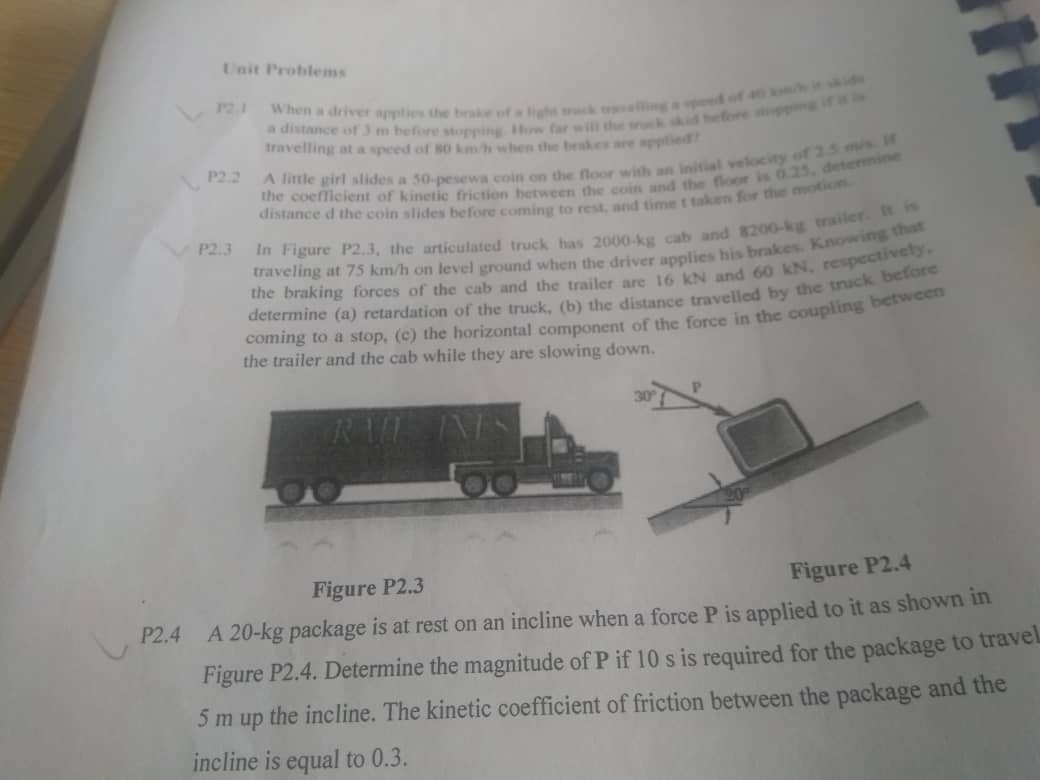 Unit Problems
P2.1 When a driver applies the brake of a light truck travelling a speed of 40 km/h it skids
a distance of 3 m before stopping. How far will the truck skid before stopping if it is
travelling at a speed of 80 km/h when the brakes are applied?
P2.2 A little girl slides a 50-pesewa coin on the floor with an initial velocity of 2.5 m/s. If
the coefficient of kinetic friction between the coin and the floor is 0.25, determine
distance d the coin slides before coming to rest, and time t taken for the motion.
P2.3 In Figure P2.3, the articulated truck has 2000-kg cab and 8200-kg trailer. It is
traveling at 75 km/h on level ground when the driver applies his brakes. Knowing that
the braking forces of the cab and the trailer are 16 kN and 60 kN, respectively,
determine (a) retardation of the truck, (b) the distance travelled by the truck before
coming to a stop, (c) the horizontal component of the force in the coupling between
the trailer and the cab while they are slowing down.
30° P
20°
Figure P2.3
Figure P2.4
P2.4 A 20-kg package is at rest on an incline when a force P is applied to it as shown in
Figure P2.4. Determine the magnitude of P if 10 s is required for the package to travel
5 m up the incline. The kinetic coefficient of friction between the package and the
incline is equal to 0.3.